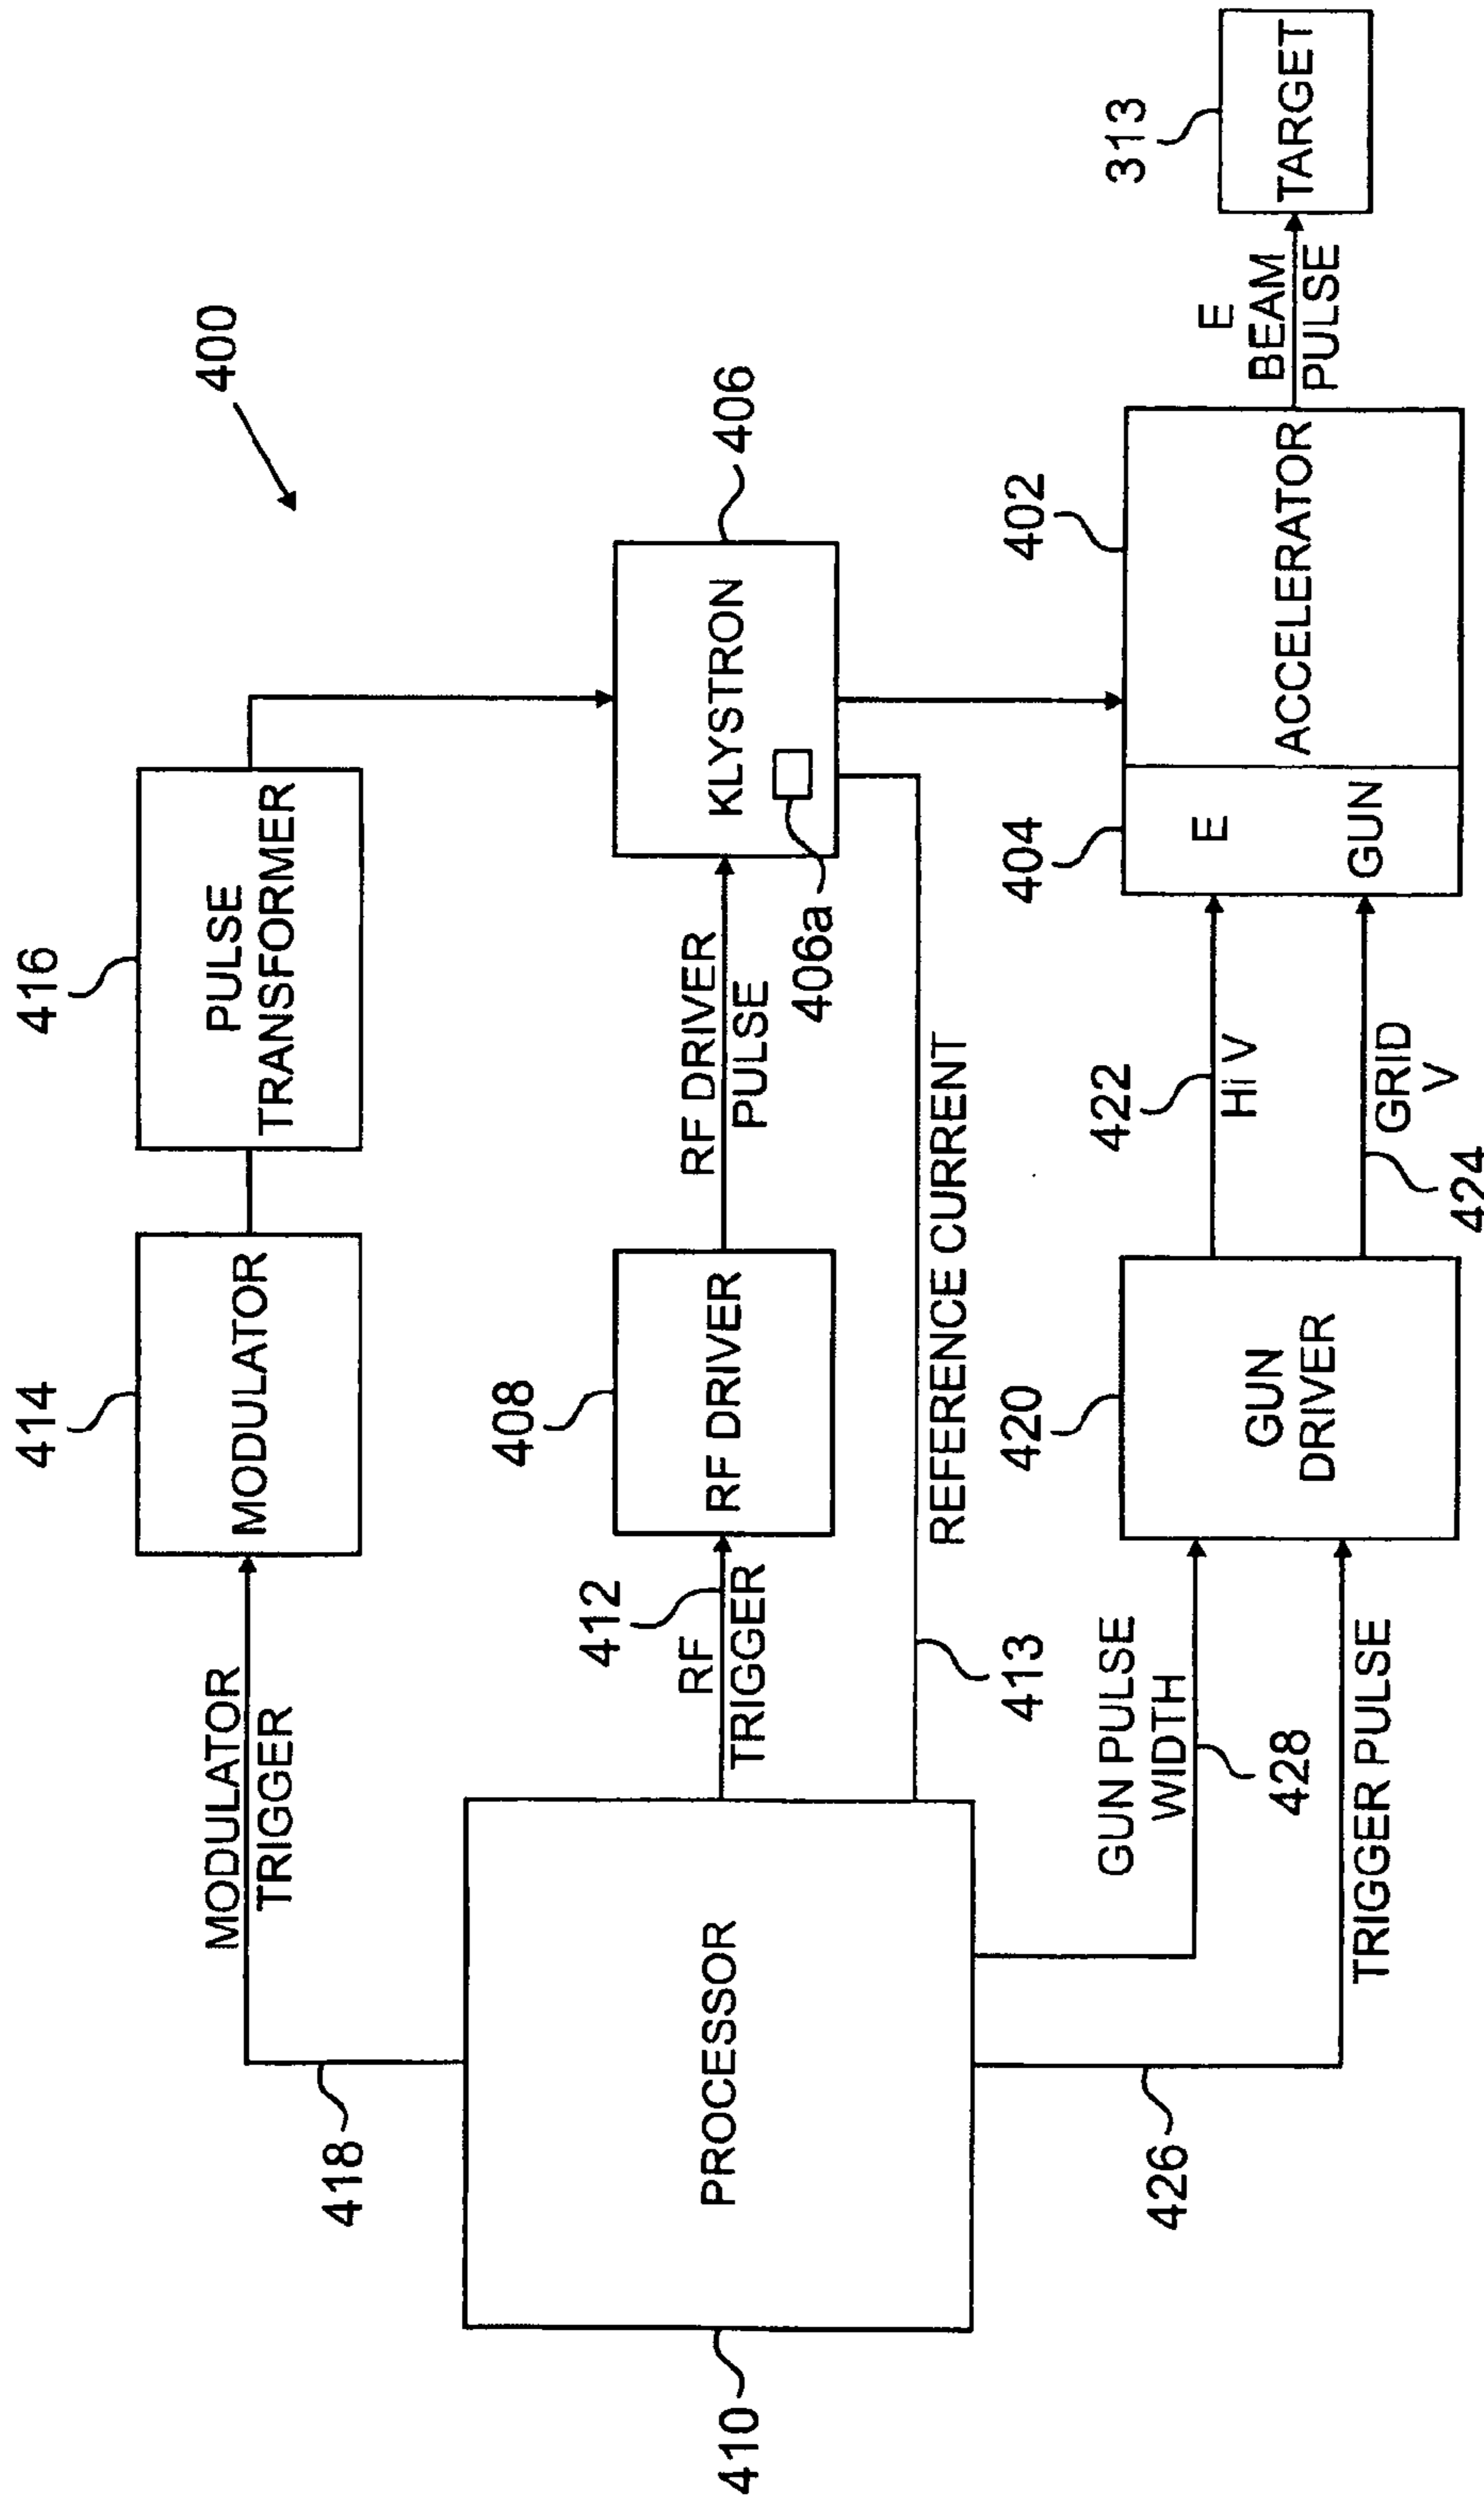 400
414
416
MODULATOR
TRIGGER
MODULATOR
PULSE
TRANSFORMER
418
408
406
410
PROCESSOR
412
RF
TRIGGER
RF DRIVER
RF DRIVER
PULSE
KLYSTRON
406a
REFERENCE CURRENT
413
420
404
402
313
GUN PULSE
WIDTH
428
422
Hi V
E
GUN
ACCELERATOR
E
BEAM
PULSE
TARGET
GUN
DRIVER
426
TRIGGER PULSE
GRID
V
424